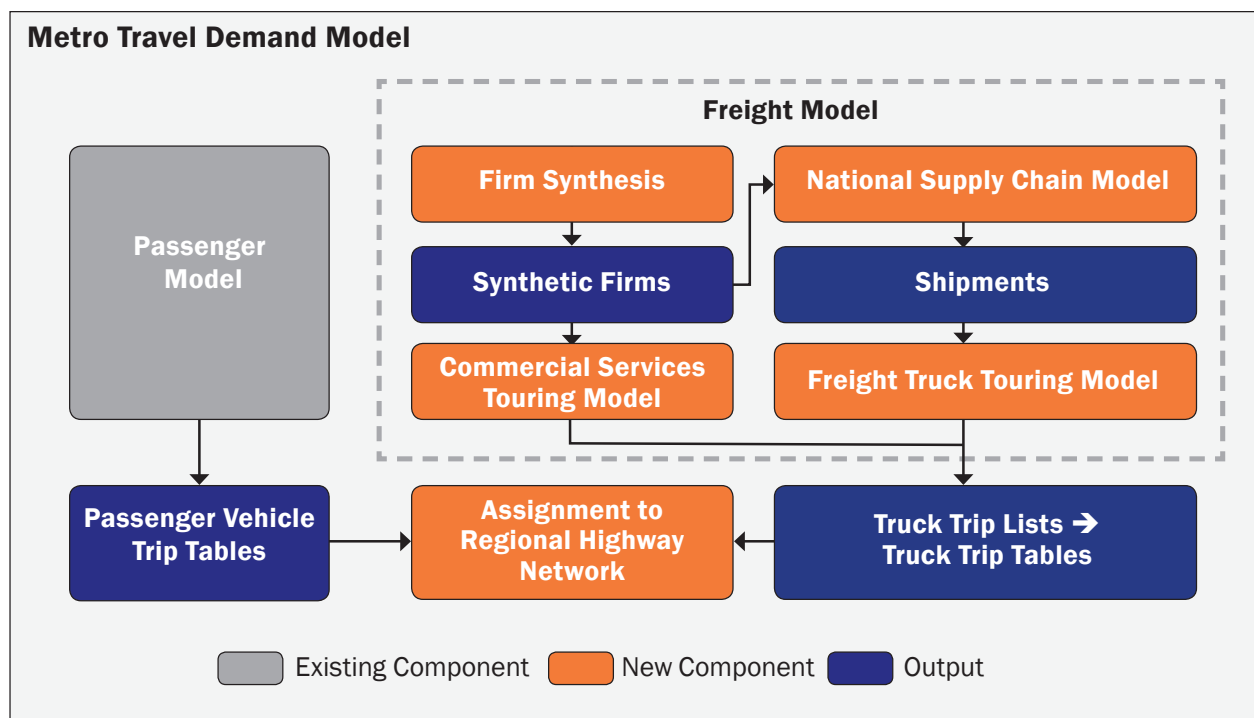 Metro Travel Demand Model
Freight Model
Passenger
Model
Firm Synthesis
National Supply Chain Model
Synthetic Firms
Shipments
Commercial Services
Touring Model
Freight Truck Touring Model
Passenger Vehicle
Trip Tables
Assignment to
Regional Highway
Network
Truck Trip Lists ➔
Truck Trip Tables
Existing Component
New Component
Output